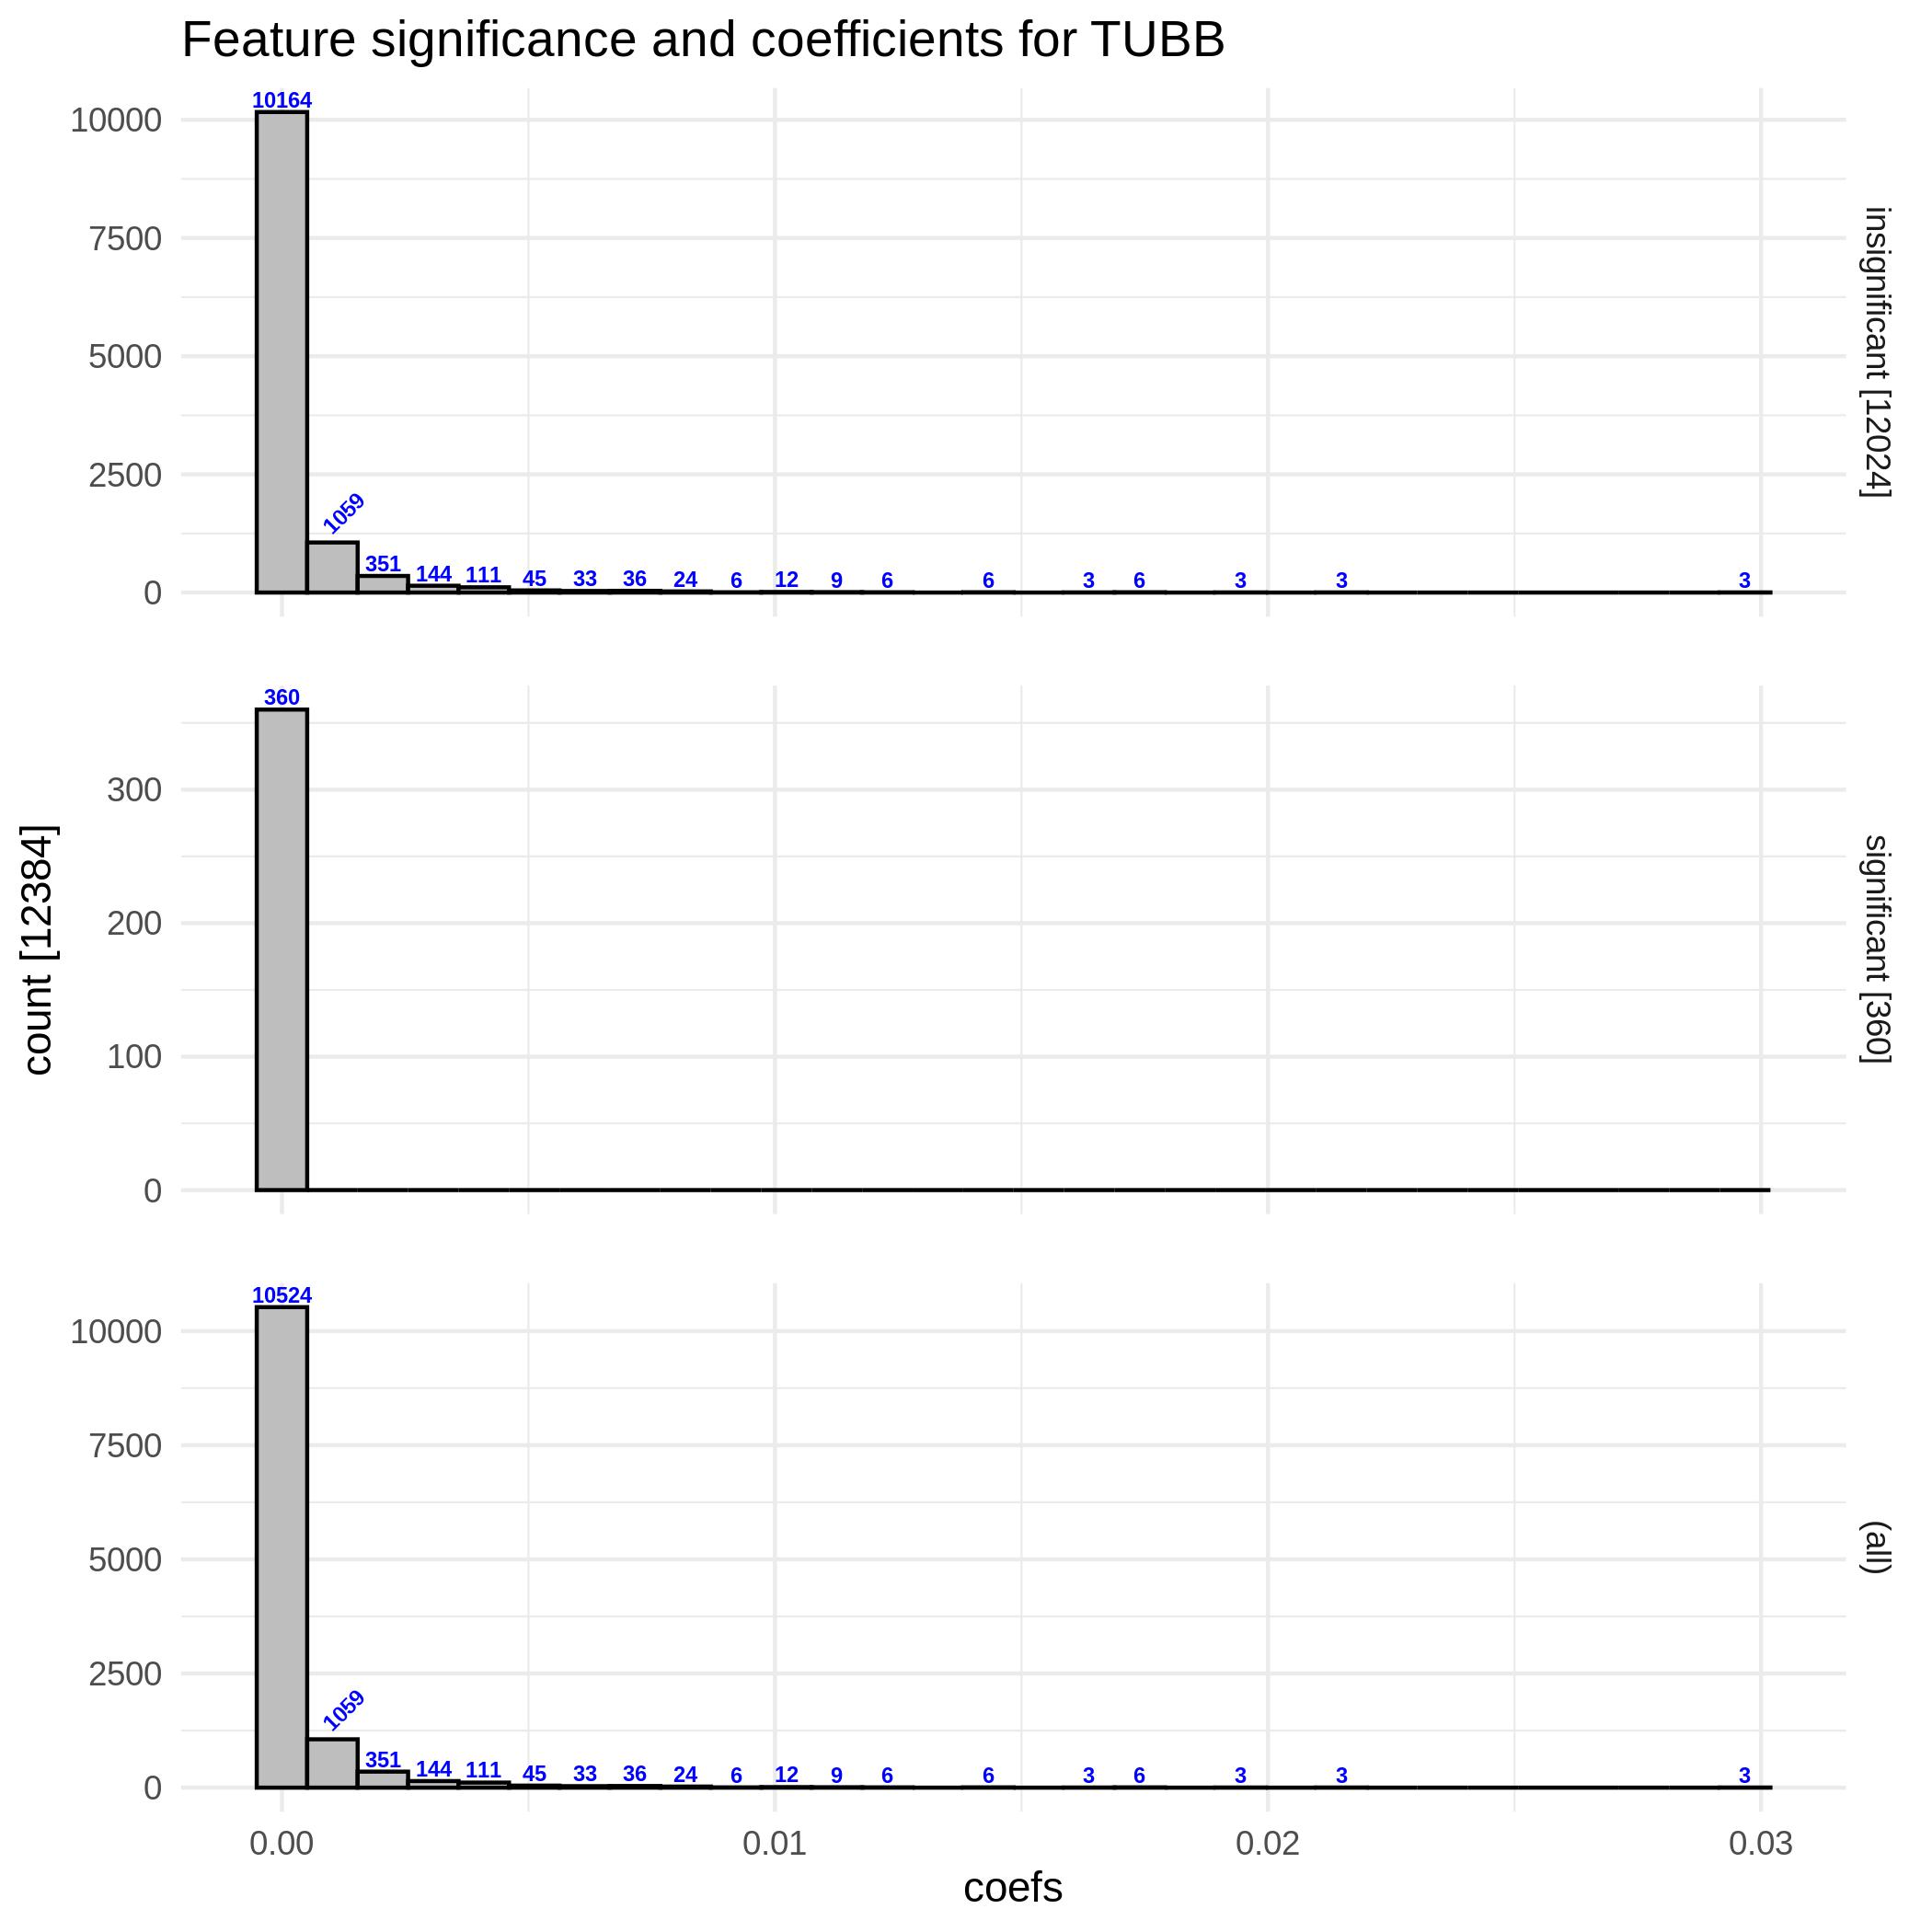 Feature significance and coefficients for TUBB
10164
10000
7500
5000
2500
0
1059
351 144 111 45 33 36 24 6 12 9 6 6 3 6 3 3 3
insignificant [12024]
360
300
200
100
0
significant [360]
count [12384]
10524
10000
7500
5000
2500
0
1059
351 144 111 45 33 36 24 6 12 9 6 6 3 6 3 3 3
(all)
0.00 0.01 0.02 0.03
coefs